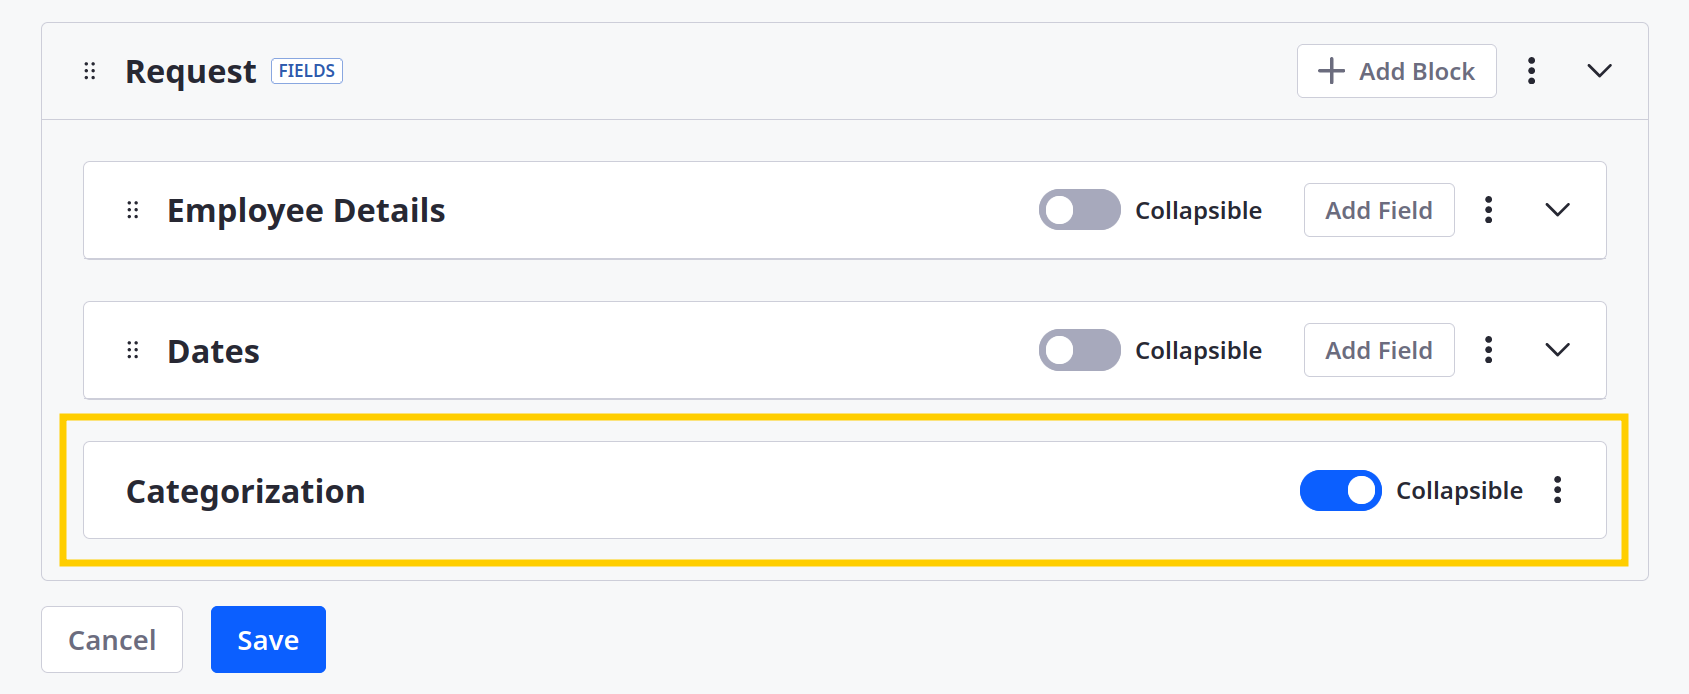 Request FIELDS Add Block
Employee Details Collapsible Add Field
Dates Collapsible Add Field
Categorization Collapsible
Cancel Save